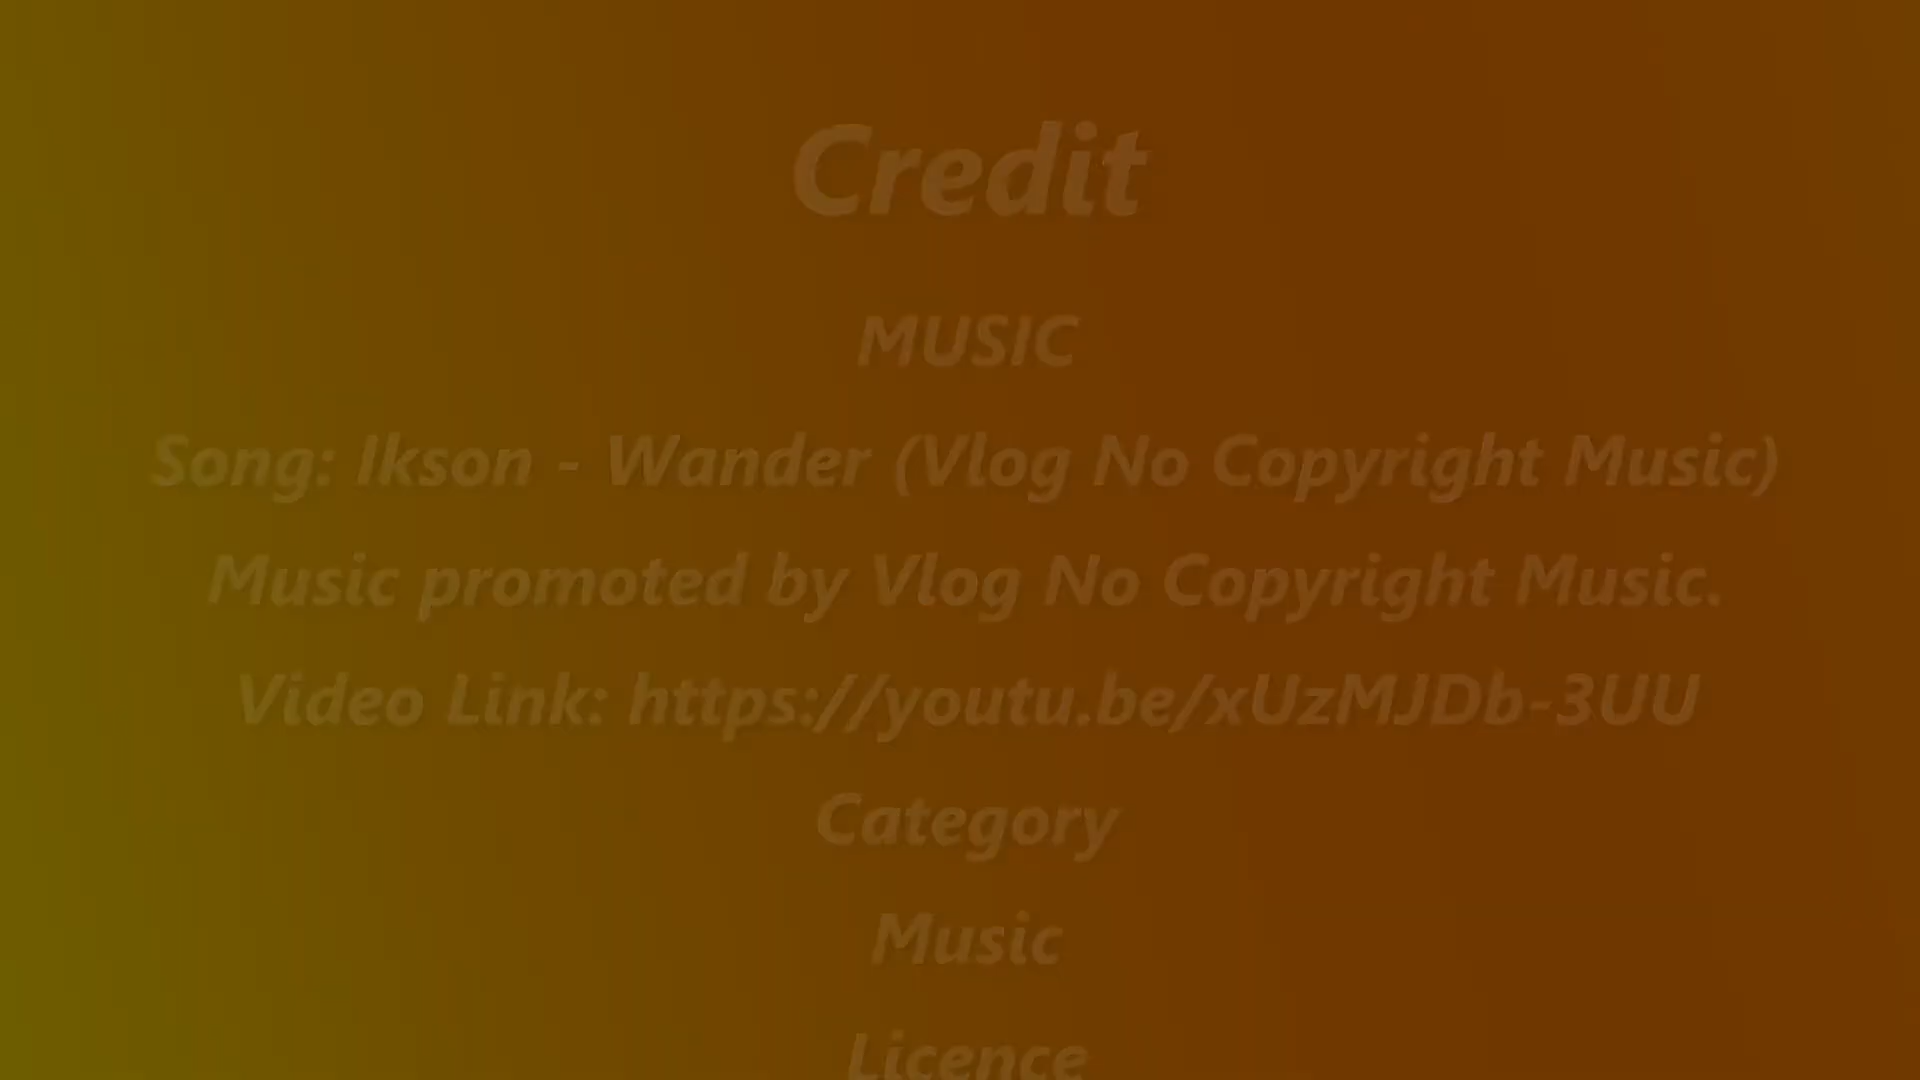 Credit
MUSIC
Song: Ikson - Wander (Vlog No Copyright Music)
Music promoted by Vlog No Copyright Music.
Video Link: https://youtu.be/xUzMJDb-3UU
Category
Music
Licence